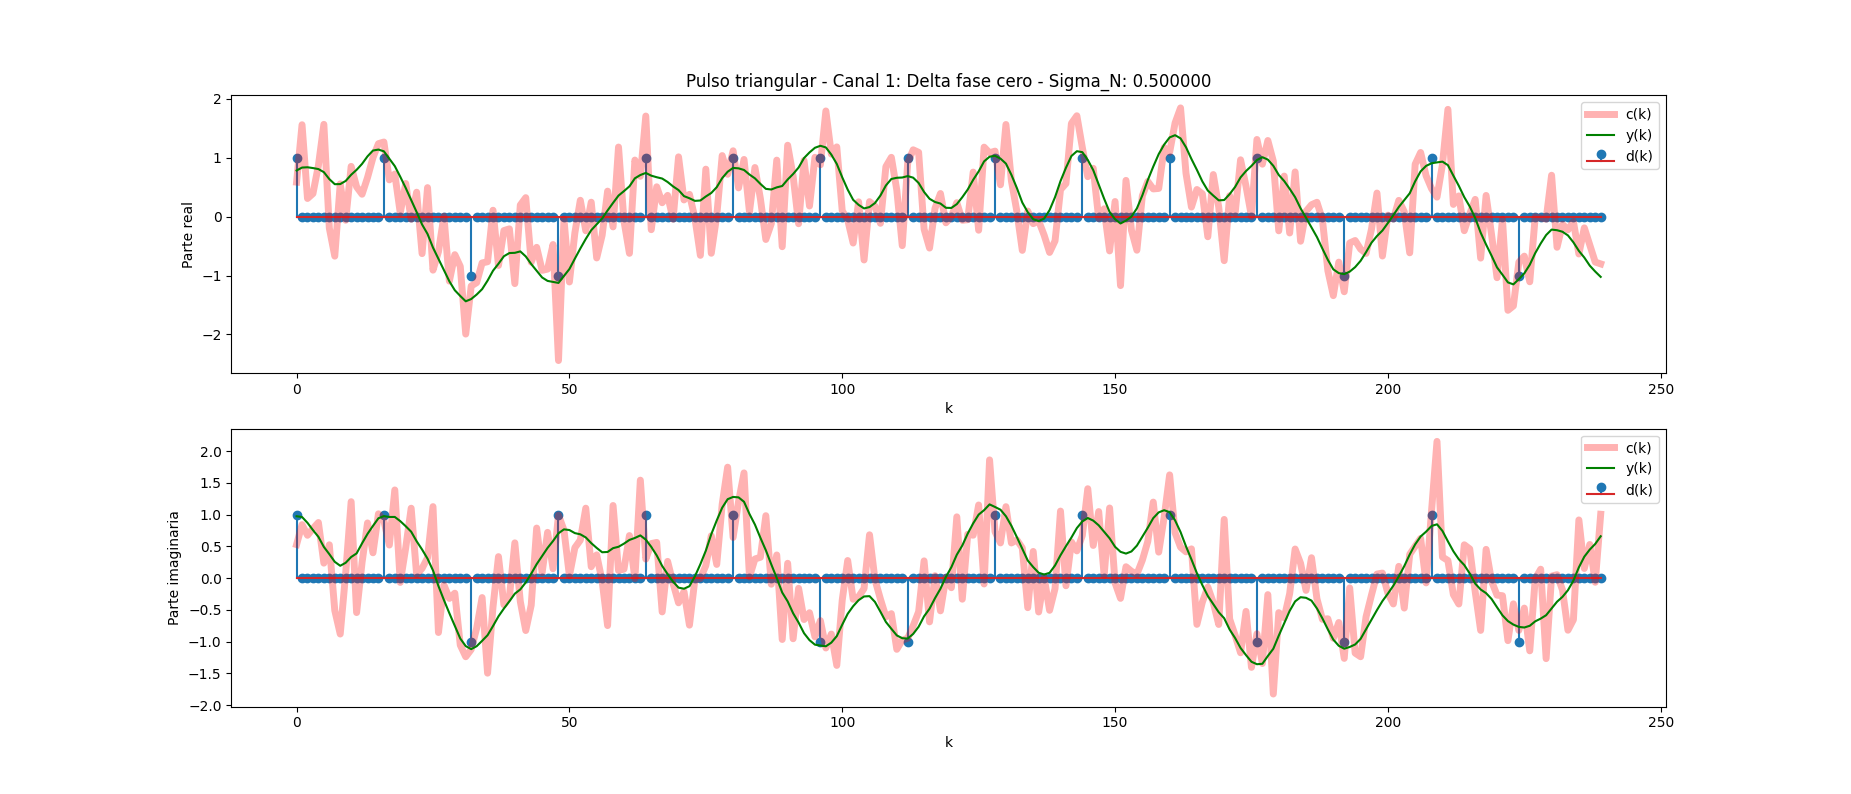 Pulso triangular - Canal 1: Delta fase cero - Sigma_N: 0.500000
Parte real
2
1
0
−1
−2
c(k)
y(k)
d(k)
0
50
100
150
200
250
k
Parte imaginaria
2.0
1.5
1.0
0.5
0.0
−0.5
−1.0
−1.5
−2.0
c(k)
y(k)
d(k)
0
50
100
150
200
250
k